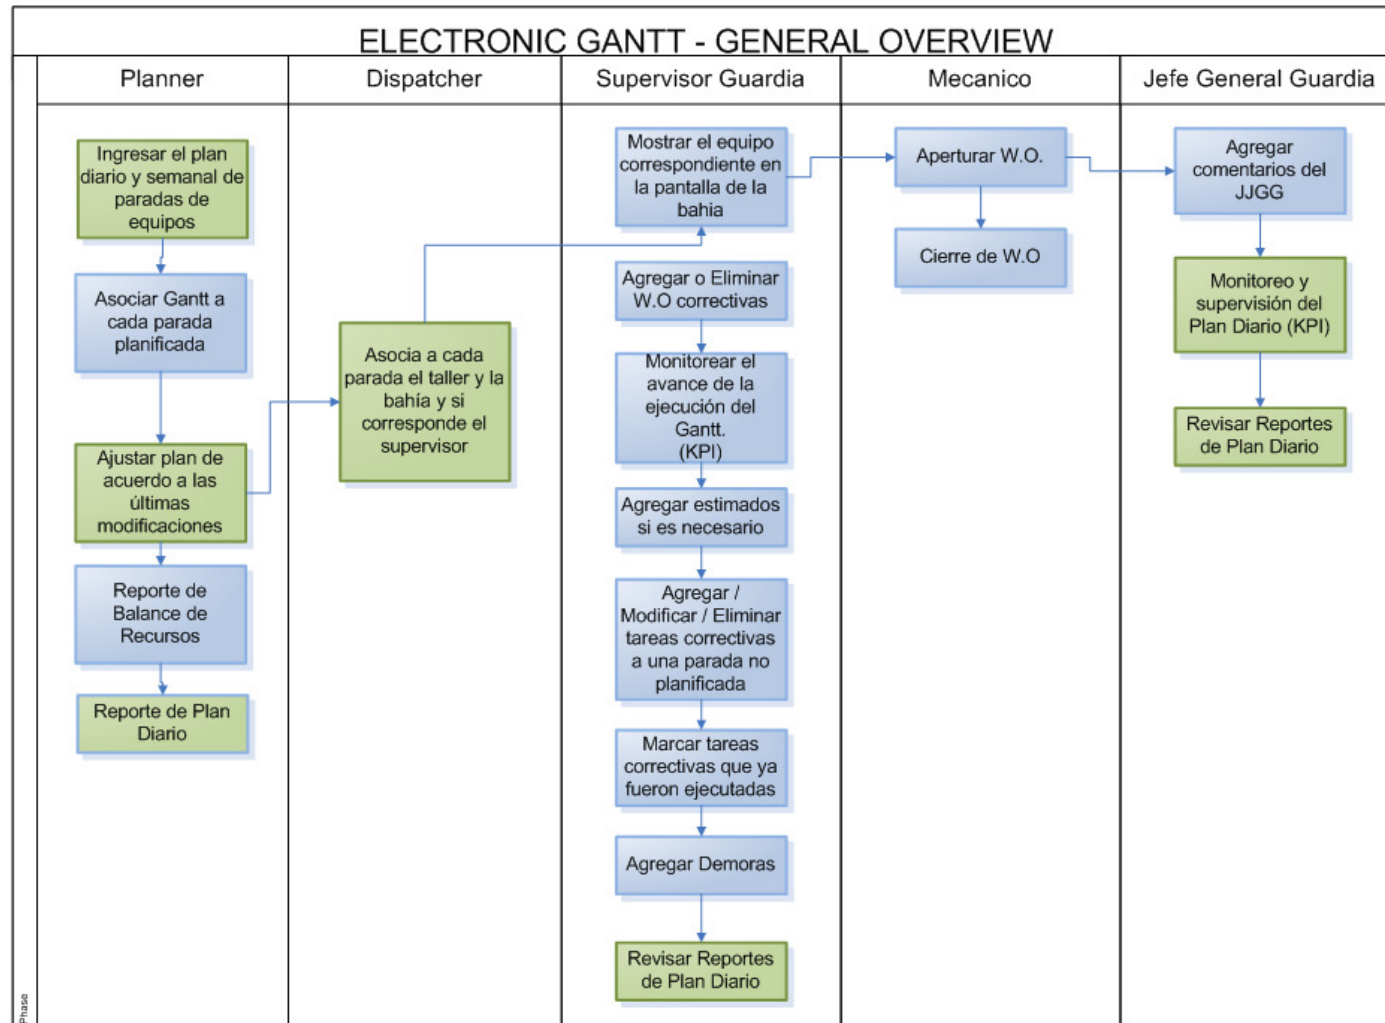 ELECTRONIC GANTT - GENERAL OVERVIEW
Planner
Dispatcher
Supervisor Guardia
Mecanico
Jefe General Guardia
Ingresar el plan
diario y semanal de
paradas de
equipos
Asociar Gantt a
cada parada
planificada
Ajustar plan de
acuerdo a las
últimas
modificaciones
Reporte de
Balance de
Recursos
Reporte de Plan
Diario
Asocia a cada
parada el taller y la
bahía y si
corresponde el
supervisor
Mostrar el equipo
correspondiente en
la pantalla de la
bahia
Agregar o Eliminar
W.O correctivas
Monitorear el
avance de la
ejecución del
Gantt.
(KPI)
Agregar estimados
si es necesario
Agregar /
Modificar / Eliminar
tareas correctivas
a una parada no
planificada
Marcar tareas
correctivas que ya
fueron ejecutadas
Agregar Demoras
Revisar Reportes
de Plan Diario
Aperturar W.O.
Cierre de W.O
Agregar
comentarios del
JJGG
Monitoreo y
supervisión del
Plan Diario (KPI)
Revisar Reportes
de Plan Diario
Phase